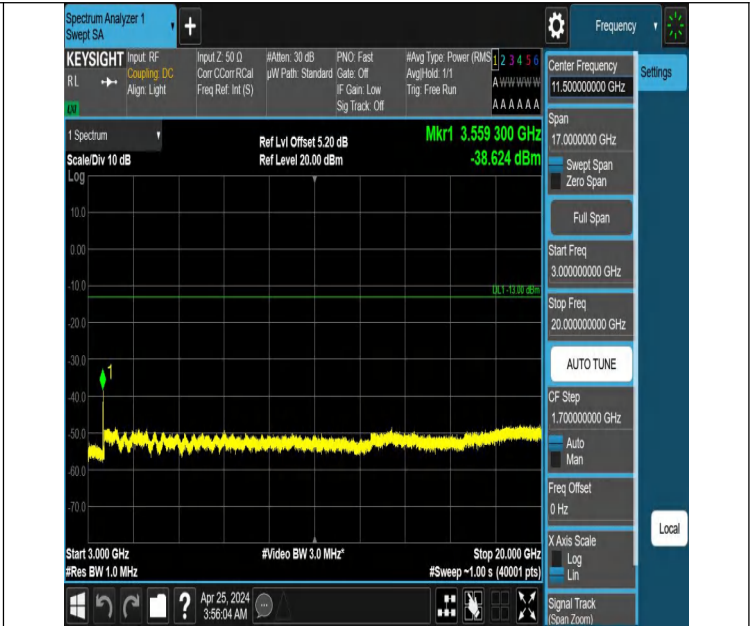 Spectrum Analyzer 1
Swept SA
+
Frequency
KEYSIGHT
RL
LXI
Input: RF
Coupling: DC
Align: Light
Input Z: 50 Ω
Corr CCorr RCal
Freq Ref: Int (S)
#Atten: 30 dB
µW Path: Standard
PNO: Fast
Gate: Off
IF Gain: Low
Sig Track: Off
#Avg Type: Power (RMS
Avg|Hold: 1/1
Trig: Free Run
1 2 3 4 5 6
A W W W W W
A A A A A A
1 Spectrum
Scale/Div 10 dB
Ref Lvl Offset 5.20 dB
Ref Level 20.00 dBm
Mkr1 3.559 300 GHz
-38.624 dBm
Log
10.0
0.00
-10.0
DL1 -13.00 dBm
-20.0
-30.0
1
-40.0
-50.0
-60.0
-70.0
Start 3.000 GHz
#Res BW 1.0 MHz
#Video BW 3.0 MHz*
Stop 20.000 GHz
#Sweep ~1.00 s (40001 pts)
Apr 25, 2024
3:56:04 AM
?
Center Frequency
11.500000000 GHz
Settings
Span
17.0000000 GHz
Swept Span
Zero Span
Full Span
Start Freq
3.000000000 GHz
Stop Freq
20.000000000 GHz
AUTO TUNE
CF Step
1.700000000 GHz
Auto
Man
Freq Offset
0 Hz
X Axis Scale
Log
Lin
Local
Signal Track
(Span Zoom)